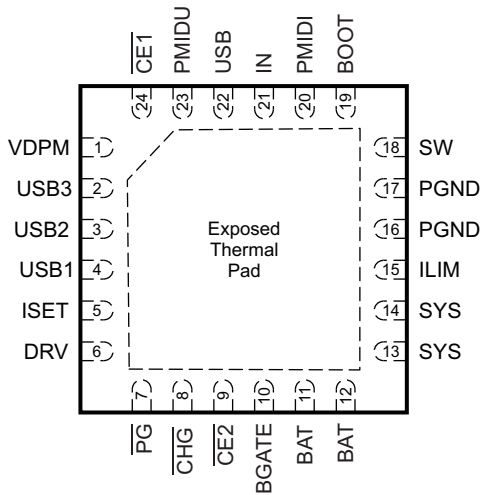 CE1
PMIDU
USB
IN
PMIDI
BOOT
24
23
22
21
20
19
VDPM 1
USB3 2
USB2 3
USB1 4
ISET 5
DRV 6
Exposed
Thermal
Pad
18 SW
17 PGND
16 PGND
15 ILIM
14 SYS
13 SYS
7
8
9
10
11
12
PG
CHG
CE2
BGATE
BAT
BAT